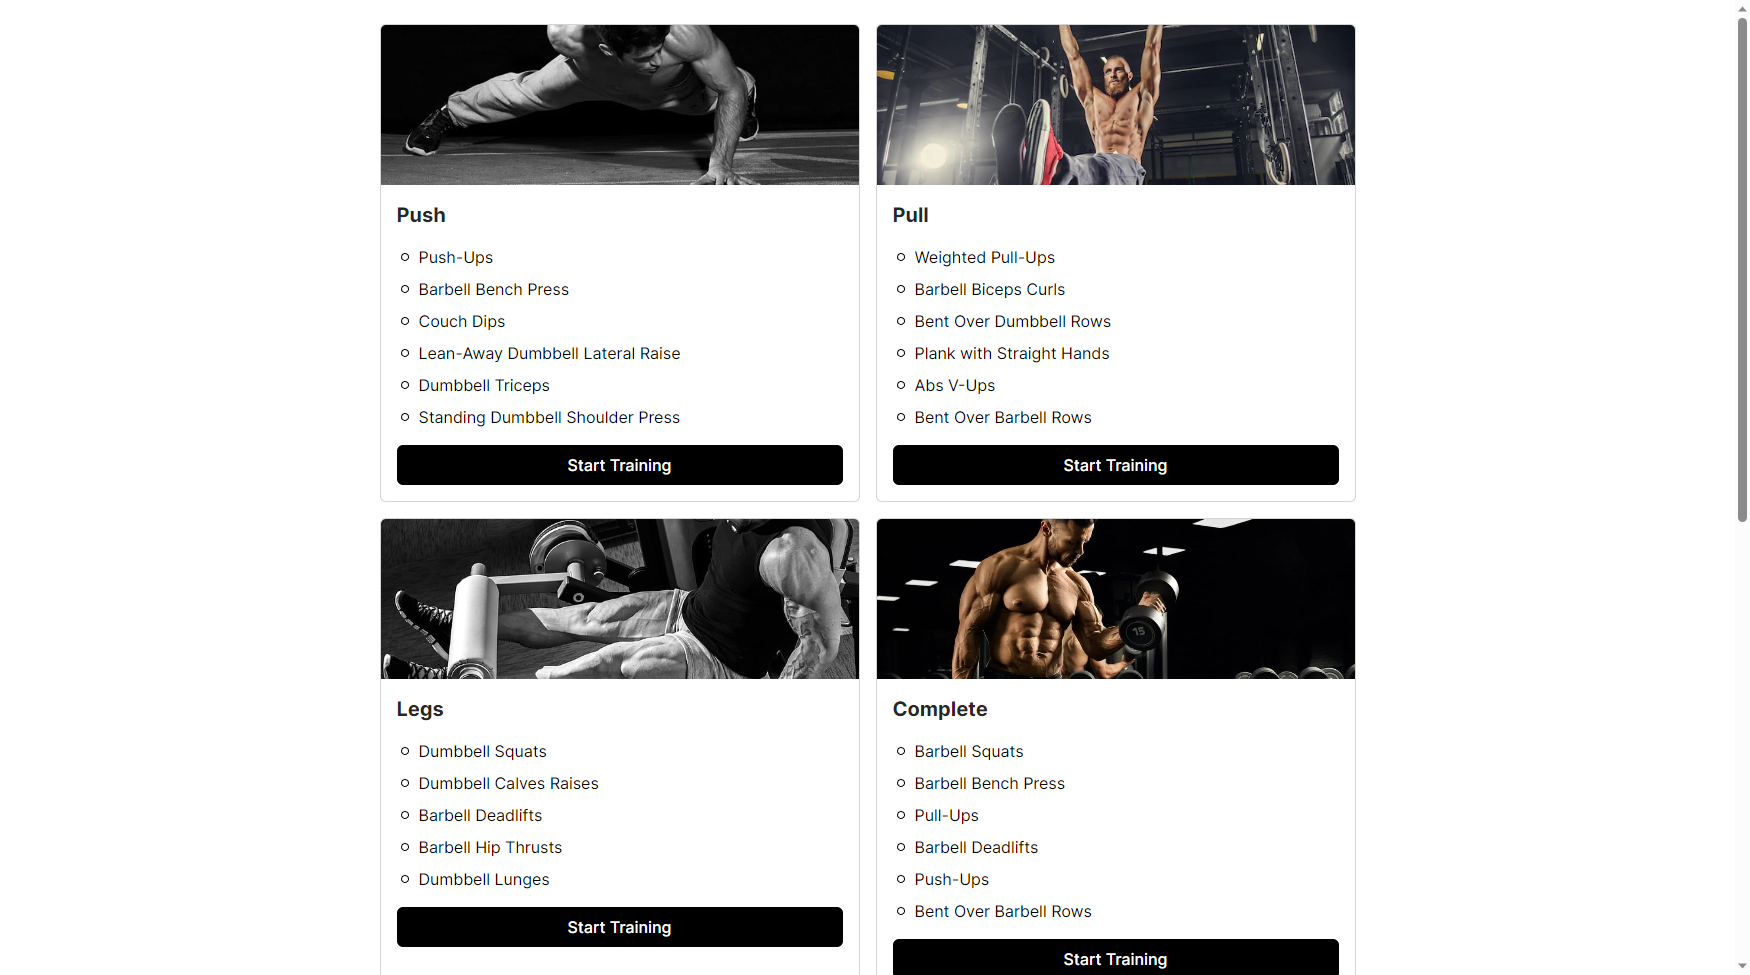 Push
Push-Ups
Barbell Bench Press
Couch Dips
Lean-Away Dumbbell Lateral Raise
Dumbbell Triceps
Standing Dumbbell Shoulder Press
Start Training
Pull
Weighted Pull-Ups
Barbell Biceps Curls
Bent Over Dumbbell Rows
Plank with Straight Hands
Abs V-Ups
Bent Over Barbell Rows
Start Training
Legs
Dumbbell Squats
Dumbbell Calves Raises
Barbell Deadlifts
Barbell Hip Thrusts
Dumbbell Lunges
Start Training
15
Complete
Barbell Squats
Barbell Bench Press
Pull-Ups
Barbell Deadlifts
Push-Ups
Bent Over Barbell Rows
Start Training